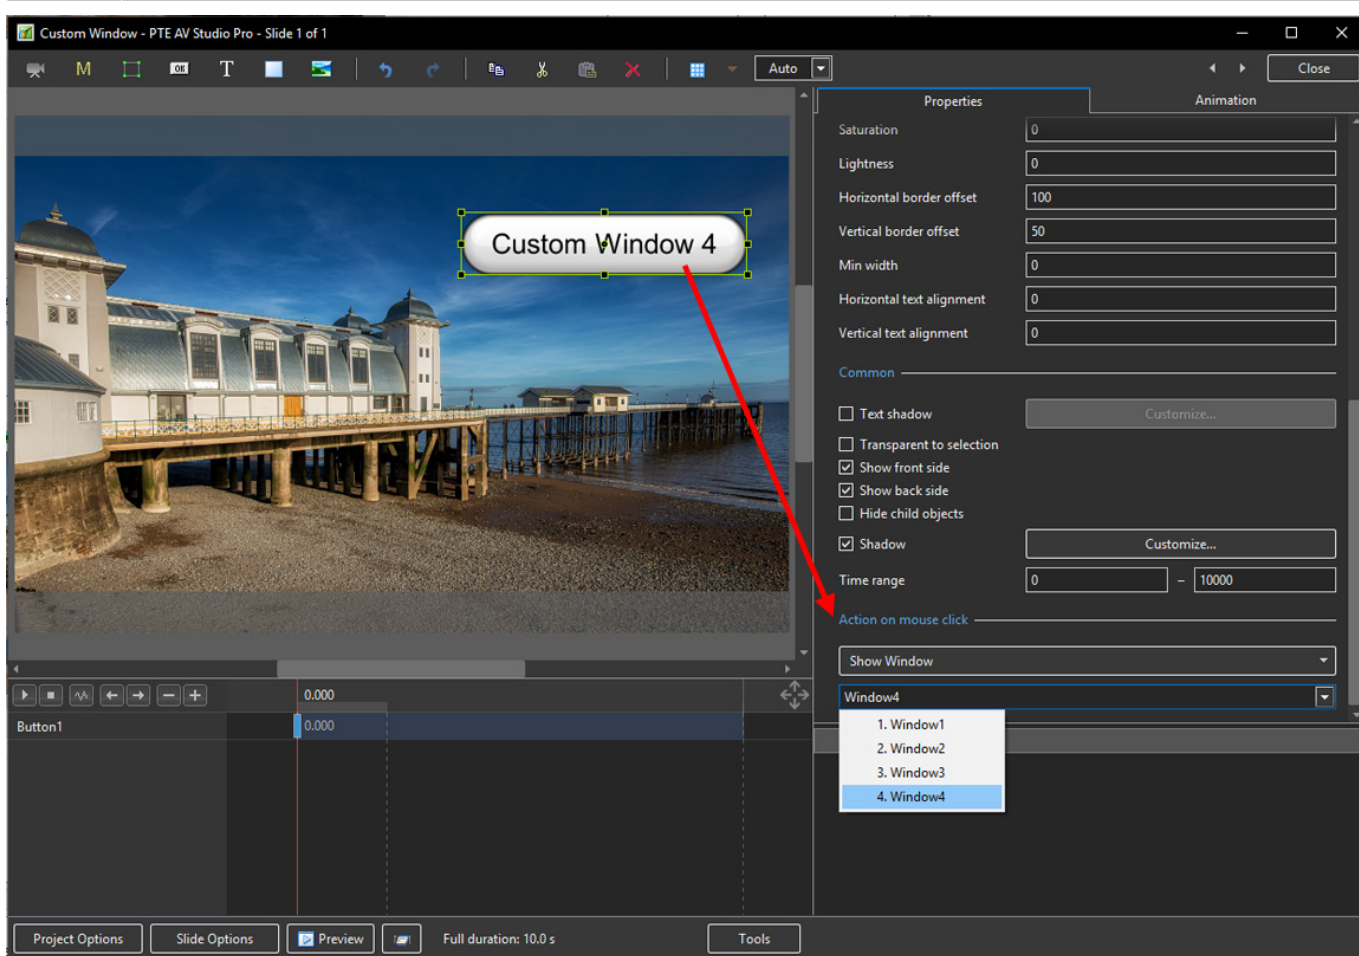 Custom Window - PTE AV Studio Pro - Slide 1 of 1
M OK T Auto Close
Properties Animation
Saturation 0
Lightness 0
Horizontal border offset 100
Vertical border offset 50
Min width 0
Horizontal text alignment 0
Vertical text alignment 0
Custom Window 4
Common
Text shadow Customize...
Transparent to selection
Show front side
Show back side
Hide child objects
Shadow Customize...
Time range 0 – 10000
Action on mouse click
Show Window
Window4
1. Window1
2. Window2
3. Window3
4. Window4
0.000
Button1 0.000
Project Options Slide Options Preview Full duration: 10.0 s Tools